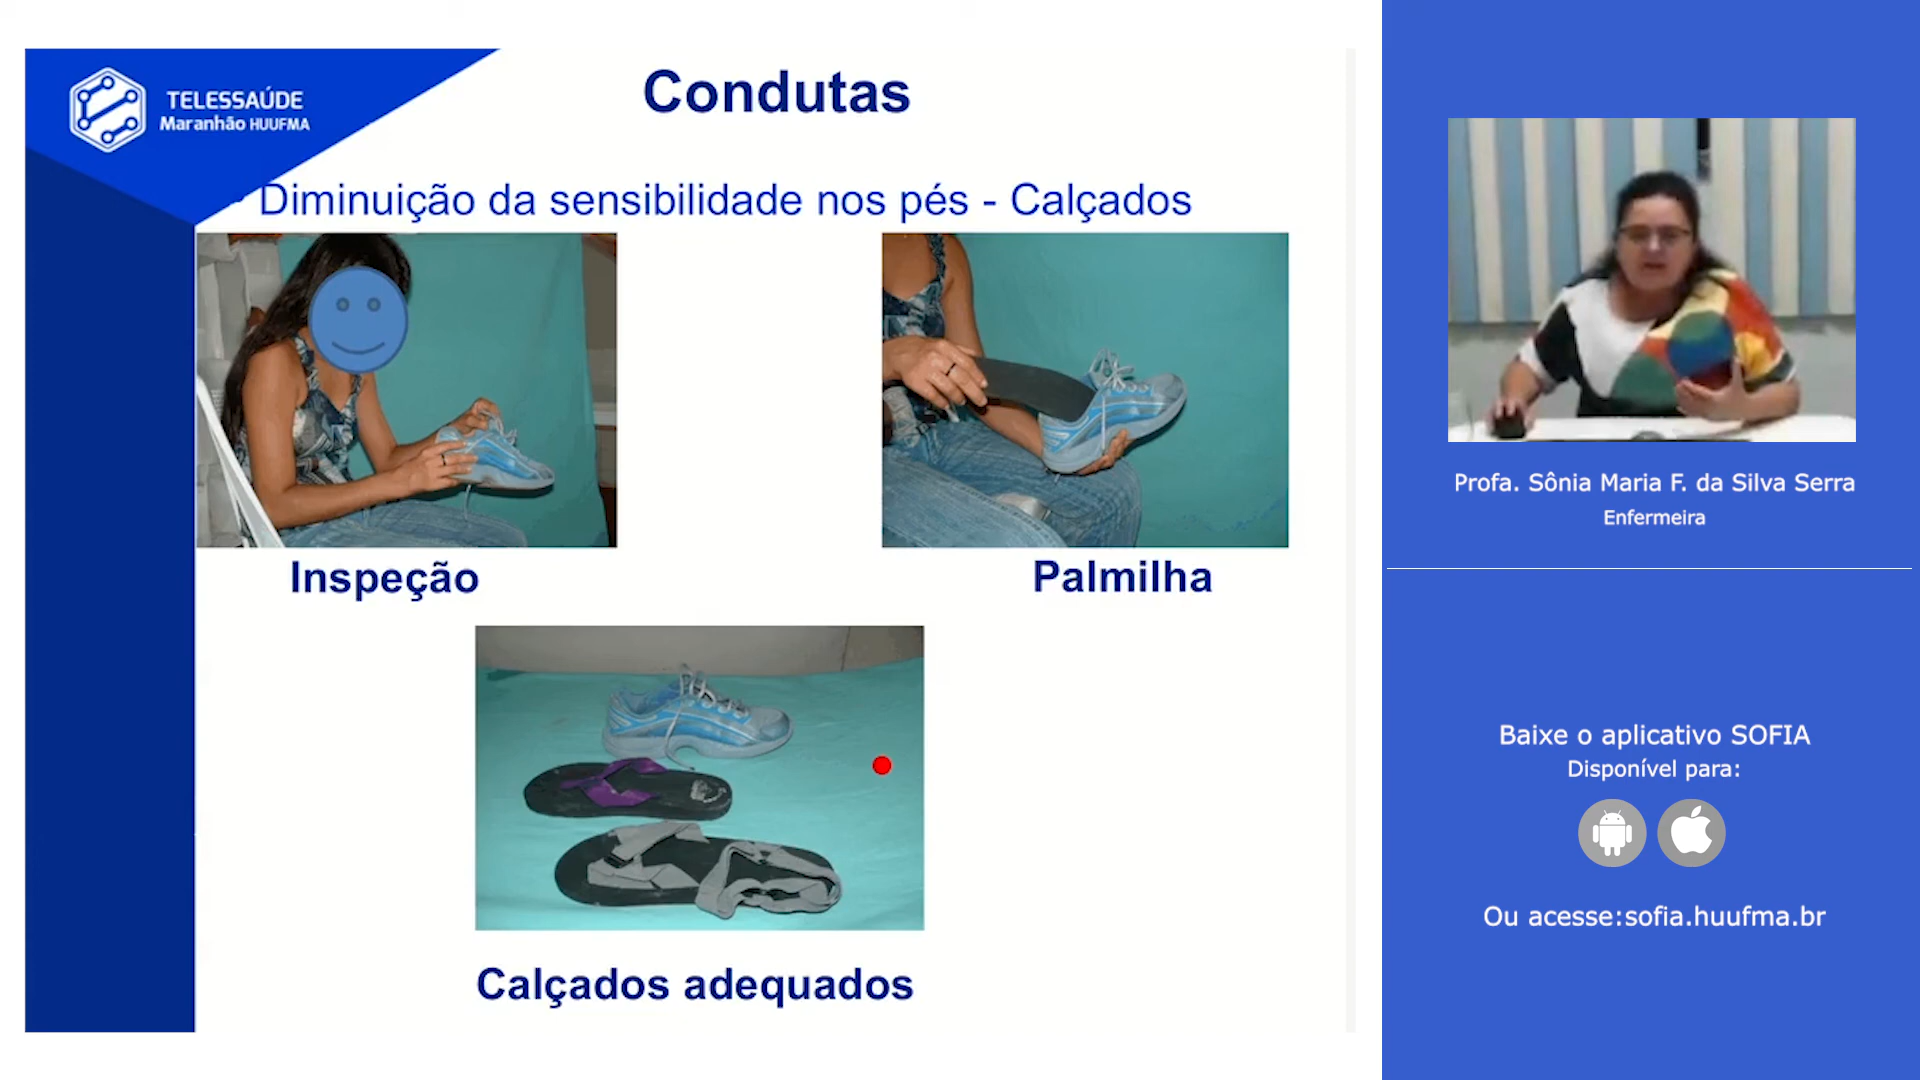 TELESSAÚDE
Maranhão HUUFMA
Condutas
Diminuição da sensibilidade nos pés - Calçados
Inspeção
Palmilha
Calçados adequados
Profa. Sônia Maria F. da Silva Serra
Enfermeira
Baixe o aplicativo SOFIA
Disponível para:
Ou acesse:sofia.huufma.br